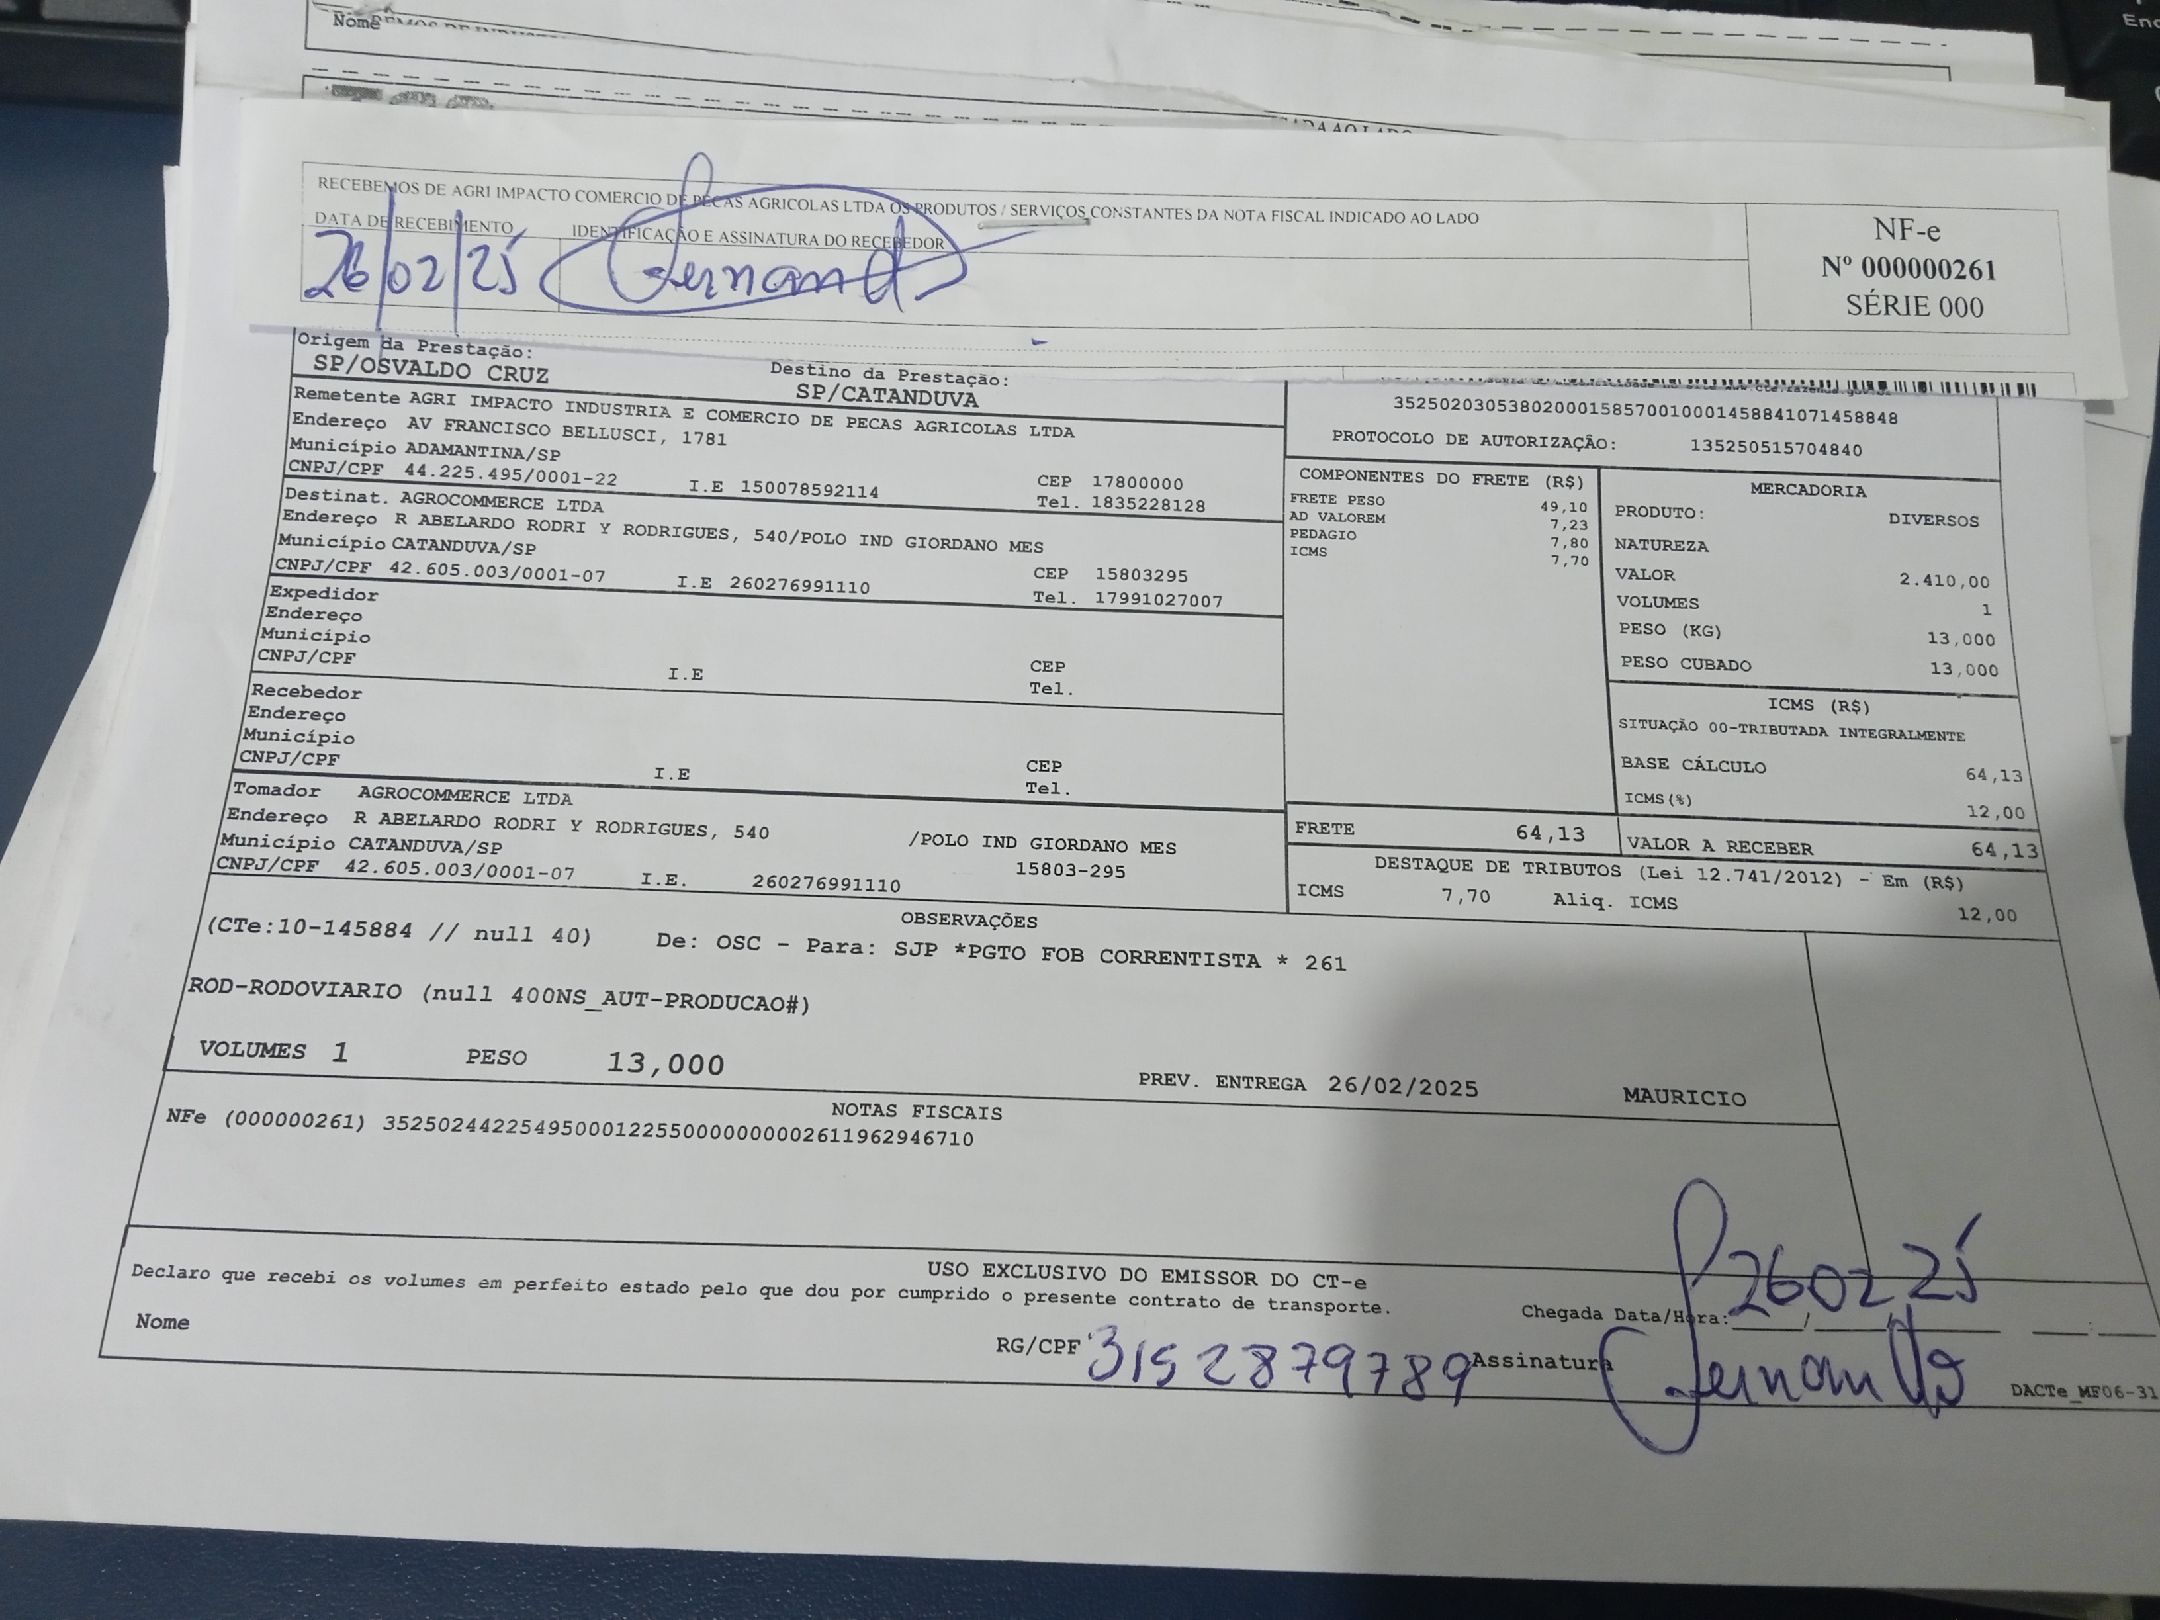 Nome
RECEBEMOS DE AGRI IMPACTO COMERCIO DE PECAS AGRICOLAS LTDA OS PRODUTOS / SERVIÇOS CONSTANTES DA NOTA FISCAL INDICADO AO LADO
DATA DE RECEBIMENTO
IDENTIFICAÇÃO E ASSINATURA DO RECEBEDOR
26/02/25
NF-e
Nº 000000261
SÉRIE 000
Origem da Prestação:
SP/OSVALDO CRUZ
Destino da Prestação:
SP/CATANDUVA
Remetente AGRI IMPACTO INDUSTRIA E COMERCIO DE PECAS AGRICOLAS LTDA
Endereço AV FRANCISCO BELLUSCI, 1781
Município ADAMANTINA/SP CEP 17800000
CNPJ/CPF 44.225.495/0001-22 I.E 150078592114 Tel. 1835228128
Destinat. AGROCOMMERCE LTDA
Endereço R ABELARDO RODRI Y RODRIGUES, 540/POLO IND GIORDANO MES
Município CATANDUVA/SP CEP 15803295
CNPJ/CPF 42.605.003/0001-07 I.E 260276991110 Tel. 17991027007
Expedidor
Endereço
Município CEP
CNPJ/CPF I.E Tel.
Recebedor
Endereço
Município CEP
CNPJ/CPF I.E Tel.
Tomador AGROCOMMERCE LTDA
Endereço R ABELARDO RODRI Y RODRIGUES, 540 /POLO IND GIORDANO MES
Município CATANDUVA/SP 15803-295
CNPJ/CPF 42.605.003/0001-07 I.E. 260276991110
35250203053802000158570010001458841071458848
PROTOCOLO DE AUTORIZAÇÃO: 135250515704840
COMPONENTES DO FRETE (R$)
FRETE PESO 49,10
AD VALOREM 7,23
PEDAGIO 7,80
ICMS 7,70
MERCADORIA
PRODUTO: DIVERSOS
NATUREZA
VALOR 2.410,00
VOLUMES 1
PESO (KG) 13,000
PESO CUBADO 13,000
ICMS (R$)
SITUAÇÃO 00-TRIBUTADA INTEGRALMENTE
BASE CÁLCULO 64,13
ICMS(%) 12,00
FRETE 64,13
VALOR A RECEBER 64,13
DESTAQUE DE TRIBUTOS (Lei 12.741/2012) - Em (R$)
ICMS 7,70 Aliq. ICMS 12,00
OBSERVAÇÕES
(CTe:10-145884 // null 40) De: OSC - Para: SJP *PGTO FOB CORRENTISTA * 261
ROD-RODOVIARIO (null 400NS_AUT-PRODUCAO#)
VOLUMES 1 PESO 13,000 PREV. ENTREGA 26/02/2025 MAURICIO
NOTAS FISCAIS
NFe (000000261) 35250244225495000122550000000002611962946710
USO EXCLUSIVO DO EMISSOR DO CT-e
Declaro que recebi os volumes em perfeito estado pelo que dou por cumprido o presente contrato de transporte.
Chegada Data/Hora: 26 02 25
Nome
RG/CPF 3152879789
Assinatura Fernando
DACTe_MF06-31